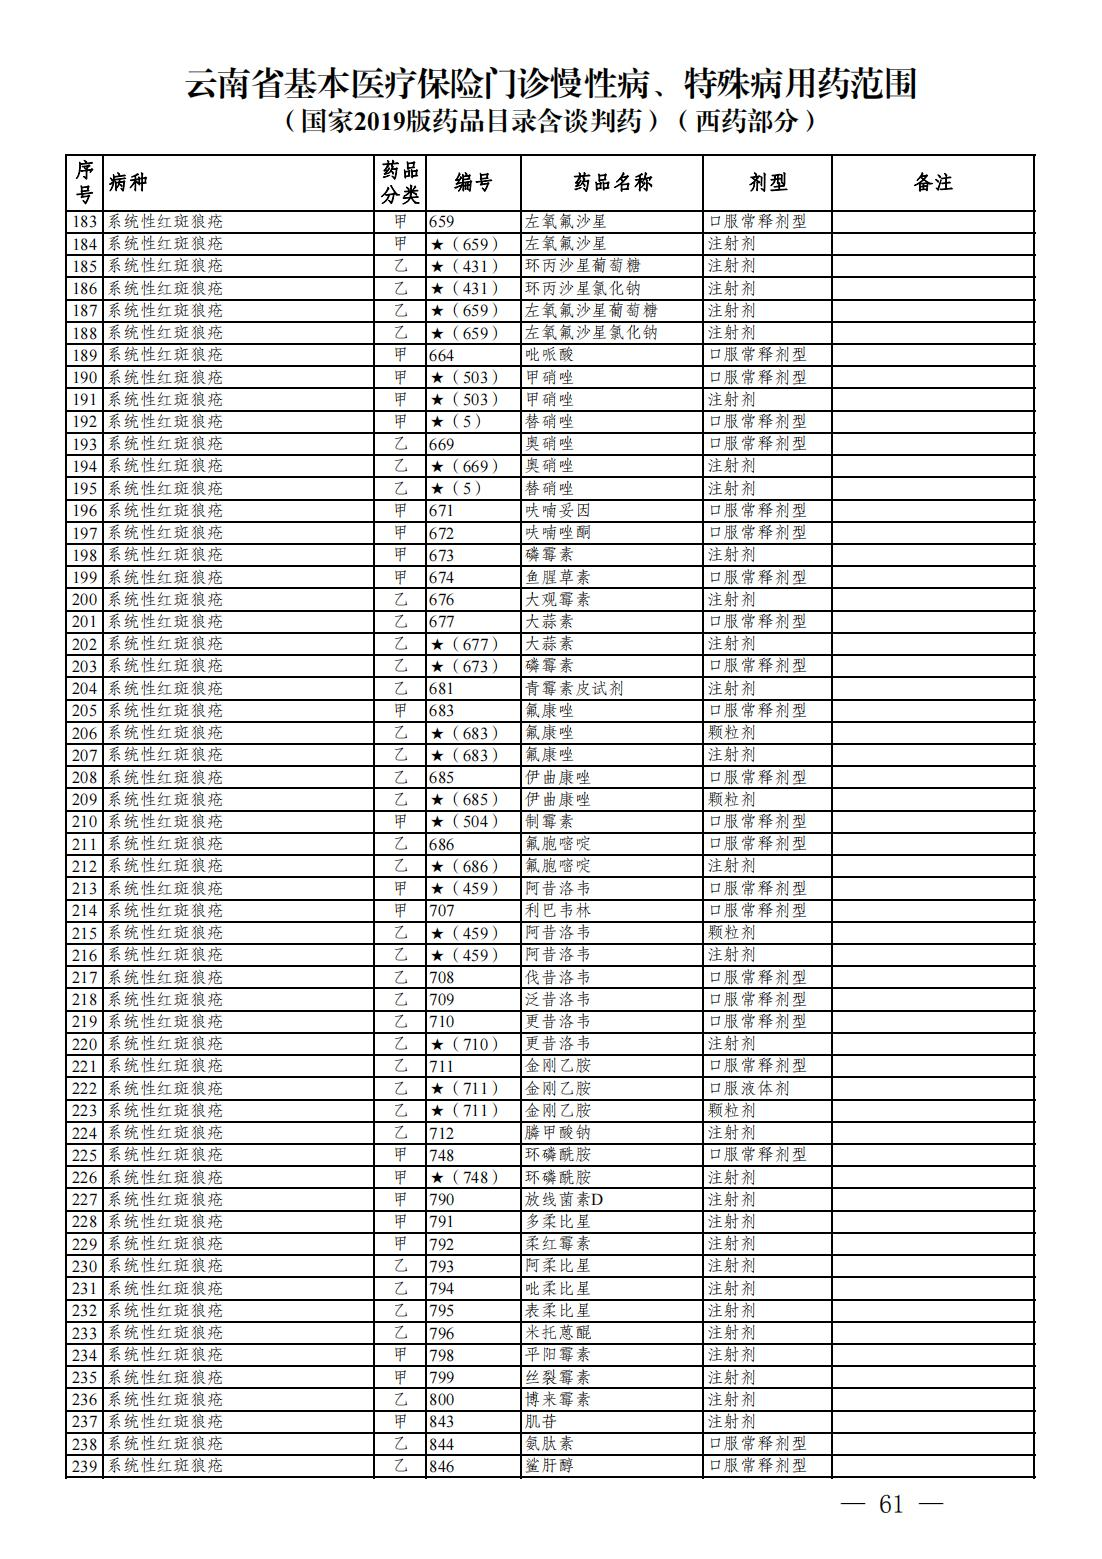 云南省基本医疗保险门诊慢性病、特殊病用药范围
（国家2019版药品目录含谈判药）（西药部分）
序号 病种 药品分类 编号 药品名称 剂型 备注
183 系统性红斑狼疮 甲 659 左氧氟沙星 口服常释剂型
184 系统性红斑狼疮 甲 ★（659） 左氧氟沙星 注射剂
185 系统性红斑狼疮 乙 ★（431） 环丙沙星葡萄糖 注射剂
186 系统性红斑狼疮 乙 ★（431） 环丙沙星氯化钠 注射剂
187 系统性红斑狼疮 乙 ★（659） 左氧氟沙星葡萄糖 注射剂
188 系统性红斑狼疮 乙 ★（659） 左氧氟沙星氯化钠 注射剂
189 系统性红斑狼疮 甲 664 吡哌酸 口服常释剂型
190 系统性红斑狼疮 甲 ★（503） 甲硝唑 口服常释剂型
191 系统性红斑狼疮 甲 ★（503） 甲硝唑 注射剂
192 系统性红斑狼疮 甲 ★（5） 替硝唑 口服常释剂型
193 系统性红斑狼疮 乙 669 奥硝唑 口服常释剂型
194 系统性红斑狼疮 乙 ★（669） 奥硝唑 注射剂
195 系统性红斑狼疮 乙 ★（5） 替硝唑 注射剂
196 系统性红斑狼疮 甲 671 呋喃妥因 口服常释剂型
197 系统性红斑狼疮 甲 672 呋喃唑酮 口服常释剂型
198 系统性红斑狼疮 甲 673 磷霉素 注射剂
199 系统性红斑狼疮 甲 674 鱼腥草素 口服常释剂型
200 系统性红斑狼疮 乙 676 大观霉素 注射剂
201 系统性红斑狼疮 乙 677 大蒜素 口服常释剂型
202 系统性红斑狼疮 乙 ★（677） 大蒜素 注射剂
203 系统性红斑狼疮 乙 ★（673） 磷霉素 口服常释剂型
204 系统性红斑狼疮 乙 681 青霉素皮试剂 注射剂
205 系统性红斑狼疮 甲 683 氟康唑 口服常释剂型
206 系统性红斑狼疮 乙 ★（683） 氟康唑 颗粒剂
207 系统性红斑狼疮 乙 ★（683） 氟康唑 注射剂
208 系统性红斑狼疮 乙 685 伊曲康唑 口服常释剂型
209 系统性红斑狼疮 乙 ★（685） 伊曲康唑 颗粒剂
210 系统性红斑狼疮 甲 ★（504） 制霉素 口服常释剂型
211 系统性红斑狼疮 乙 686 氟胞嘧啶 口服常释剂型
212 系统性红斑狼疮 乙 ★（686） 氟胞嘧啶 注射剂
213 系统性红斑狼疮 甲 ★（459） 阿昔洛韦 口服常释剂型
214 系统性红斑狼疮 甲 707 利巴韦林 口服常释剂型
215 系统性红斑狼疮 乙 ★（459） 阿昔洛韦 颗粒剂
216 系统性红斑狼疮 乙 ★（459） 阿昔洛韦 注射剂
217 系统性红斑狼疮 乙 708 伐昔洛韦 口服常释剂型
218 系统性红斑狼疮 乙 709 泛昔洛韦 口服常释剂型
219 系统性红斑狼疮 乙 710 更昔洛韦 口服常释剂型
220 系统性红斑狼疮 乙 ★（710） 更昔洛韦 注射剂
221 系统性红斑狼疮 乙 711 金刚乙胺 口服常释剂型
222 系统性红斑狼疮 乙 ★（711） 金刚乙胺 口服液体剂
223 系统性红斑狼疮 乙 ★（711） 金刚乙胺 颗粒剂
224 系统性红斑狼疮 乙 712 膦甲酸钠 注射剂
225 系统性红斑狼疮 甲 748 环磷酰胺 口服常释剂型
226 系统性红斑狼疮 甲 ★（748） 环磷酰胺 注射剂
227 系统性红斑狼疮 甲 790 放线菌素D 注射剂
228 系统性红斑狼疮 甲 791 多柔比星 注射剂
229 系统性红斑狼疮 甲 792 柔红霉素 注射剂
230 系统性红斑狼疮 乙 793 阿柔比星 注射剂
231 系统性红斑狼疮 乙 794 吡柔比星 注射剂
232 系统性红斑狼疮 乙 795 表柔比星 注射剂
233 系统性红斑狼疮 乙 796 米托蒽醌 注射剂
234 系统性红斑狼疮 甲 798 平阳霉素 注射剂
235 系统性红斑狼疮 甲 799 丝裂霉素 注射剂
236 系统性红斑狼疮 乙 800 博来霉素 注射剂
237 系统性红斑狼疮 甲 843 肌苷 注射剂
238 系统性红斑狼疮 乙 844 氨肽素 口服常释剂型
239 系统性红斑狼疮 乙 846 鲨肝醇 口服常释剂型
— 61 —